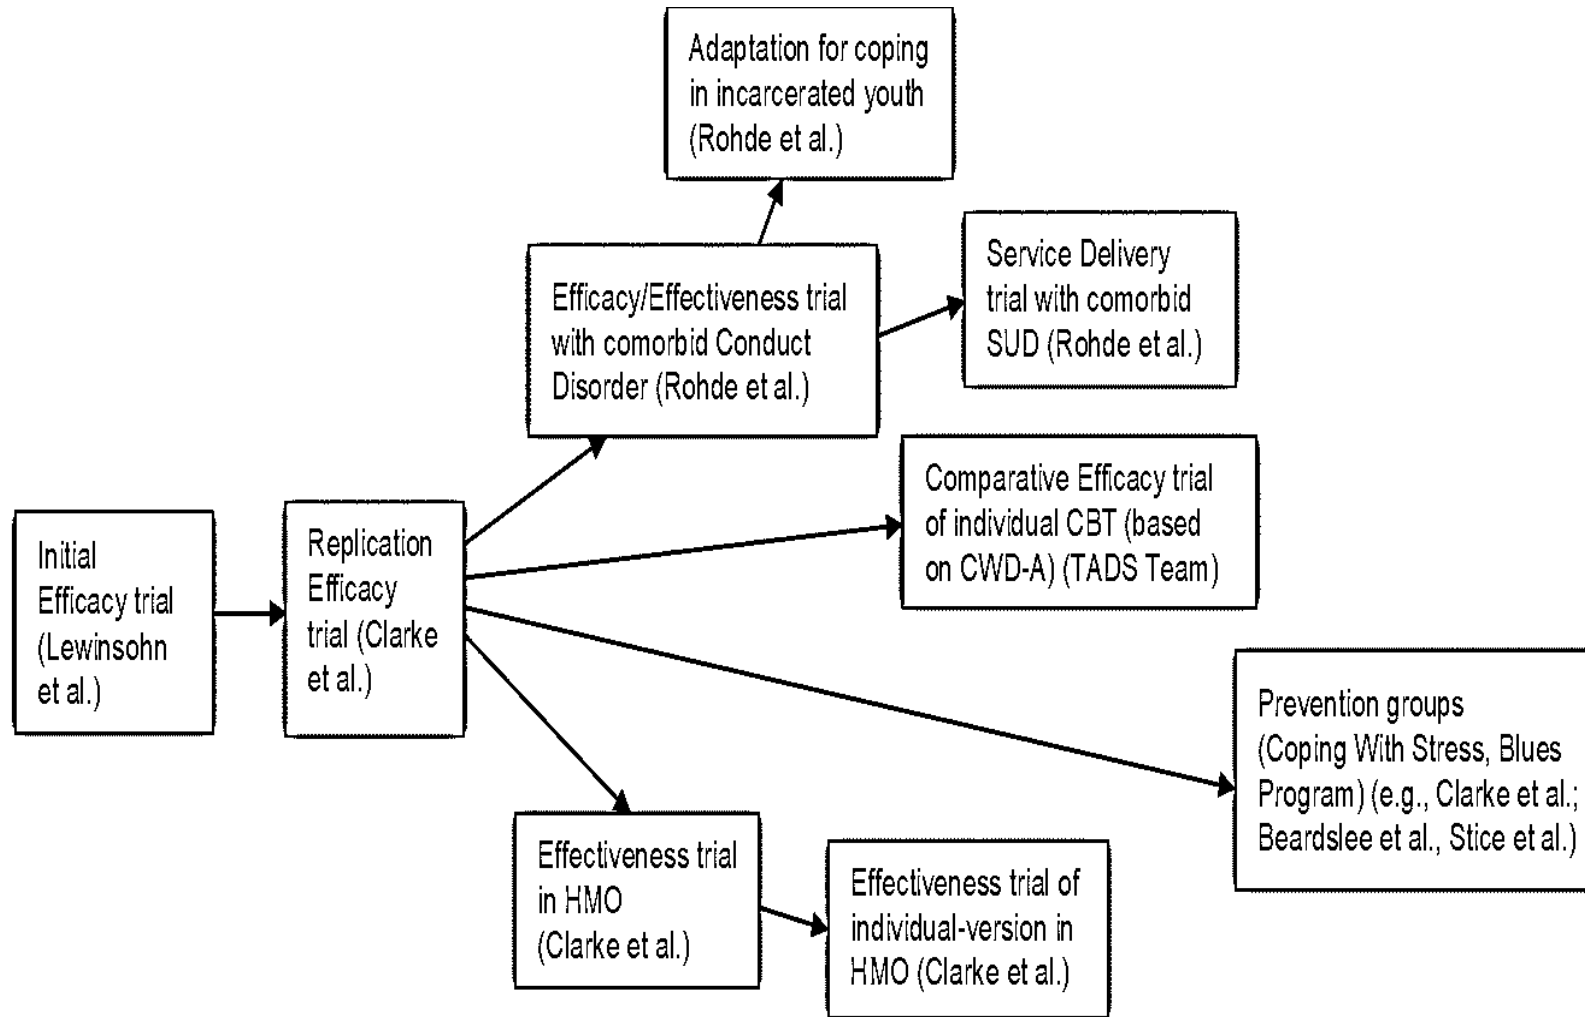 Adaptation for coping
in incarcerated youth
(Rohde et al.)
Service Delivery
trial with comorbid
SUD (Rohde et al.)
Efficacy/Effectiveness trial
with comorbid Conduct
Disorder (Rohde et al.)
Comparative Efficacy trial
of individual CBT (based
on CWD-A) (TADS Team)
Initial
Efficacy trial
(Lewinsohn
et al.)
Replication
Efficacy
trial (Clarke
et al.)
Prevention groups
(Coping With Stress, Blues
Program) (e.g., Clarke et al.;
Beardslee et al., Stice et al.)
Effectiveness trial
in HMO
(Clarke et al.)
Effectiveness trial of
individual-version in
HMO (Clarke et al.)